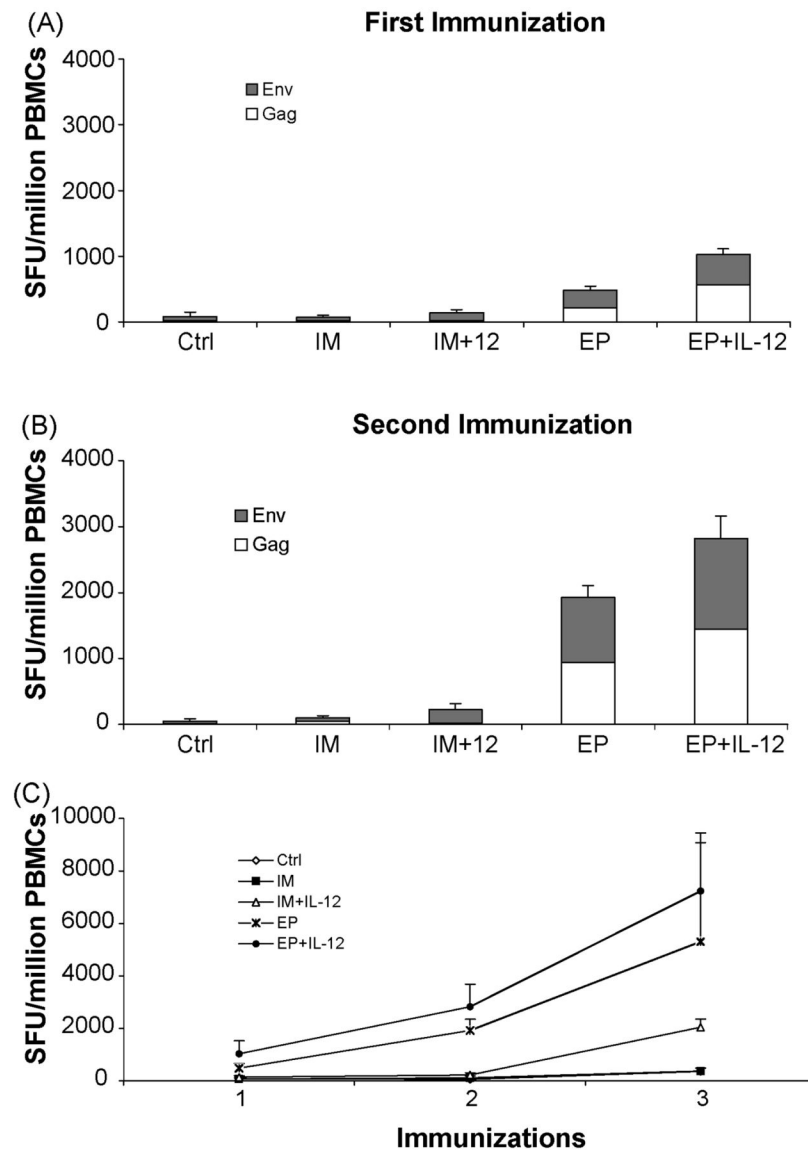 (A)
First Immunization
SFU/million PBMCs
4000
3000
2000
1000
0
Env
Gag
Ctrl IM IM+12 EP EP+IL-12
(B)
Second Immunization
SFU/million PBMCs
4000
3000
2000
1000
0
Env
Gag
Ctrl IM IM+12 EP EP+IL-12
(C)
SFU/million PBMCs
10000
8000
6000
4000
2000
0
Ctrl
IM
IM+IL-12
EP
EP+IL-12
1 2 3
Immunizations